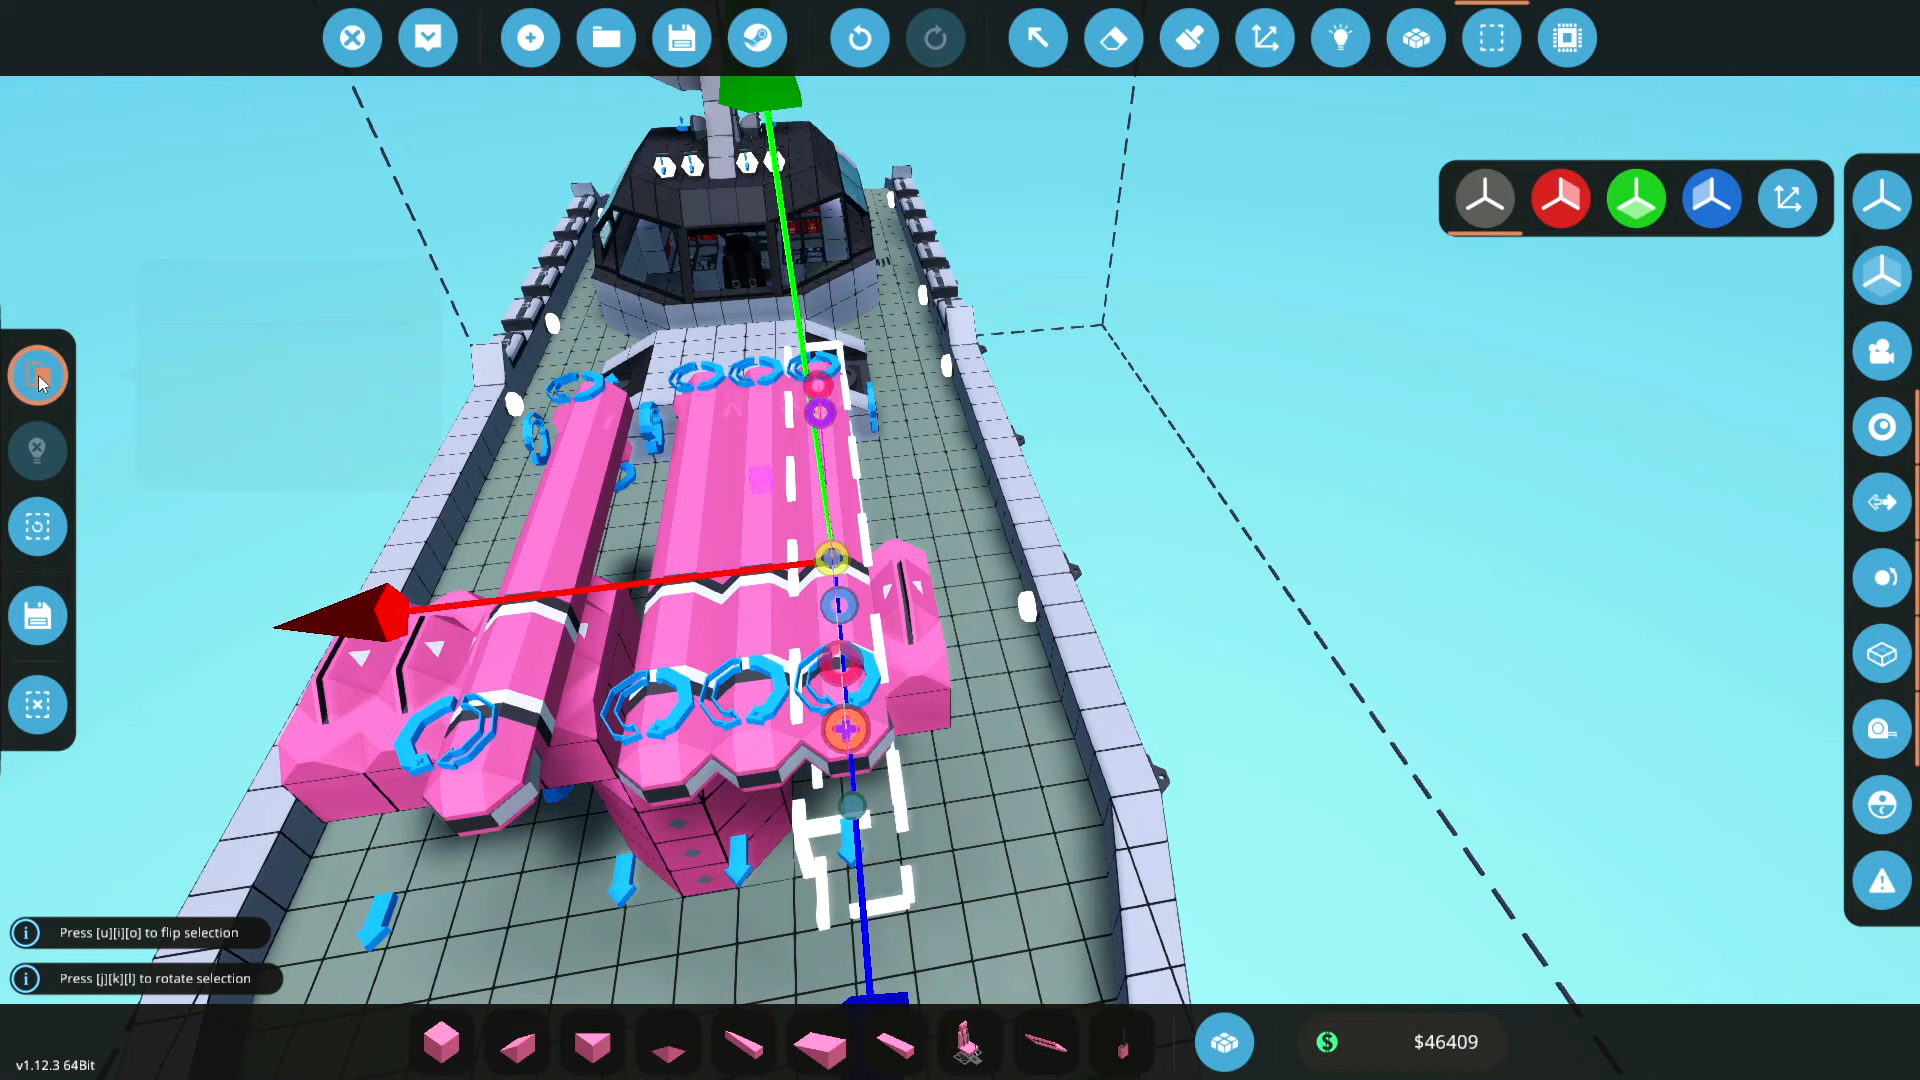 Press [u][i][o] to flip selection
Press [j][k][l] to rotate selection
$46409
v1.12.3 64Bit